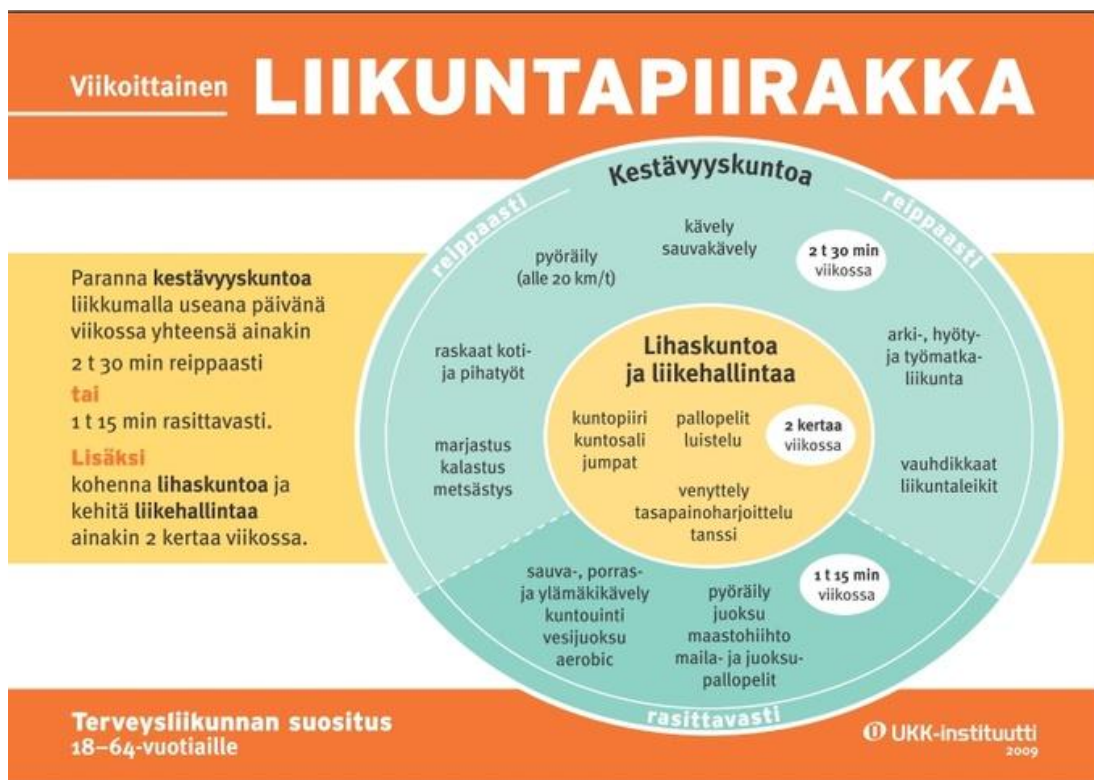 Viikoittainen LIIKUNTAPIIRAKKA
Paranna kestävyyskuntoa
liikkumalla useana päivänä
viikossa yhteensä ainakin
2 t 30 min reippaasti
tai
1 t 15 min rasittavasti.
Lisäksi
kohenna lihaskuntoa ja
kehitä liikehallintaa
ainakin 2 kertaa viikossa.
Kestävyyskuntoa
reippaasti
reippaasti
kävely
sauvakävely
2 t 30 min
viikossa
pyöräily
(alle 20 km/t)
raskaat koti-
ja pihatyöt
marjastus
kalastus
metsästys
arki-, hyöty-
ja työmatka-
liikunta
vauhdikkaat
liikuntaleikit
Lihaskuntoa
ja liikehallintaa
kuntopiiri
kuntosali
jumpat
pallopelit
luistelu
2 kertaa
viikossa
venyttely
tasapainoharjoittelu
tanssi
sauva-, porras-
ja ylämäkikävely
kuntouinti
vesijuoksu
aerobic
pyöräily
juoksu
maastohiihto
maila- ja juoksu-
pallopelit
1 t 15 min
viikossa
rasittavasti
Terveysliikunnan suositus
18–64-vuotiaille
UKK-instituutti
2009